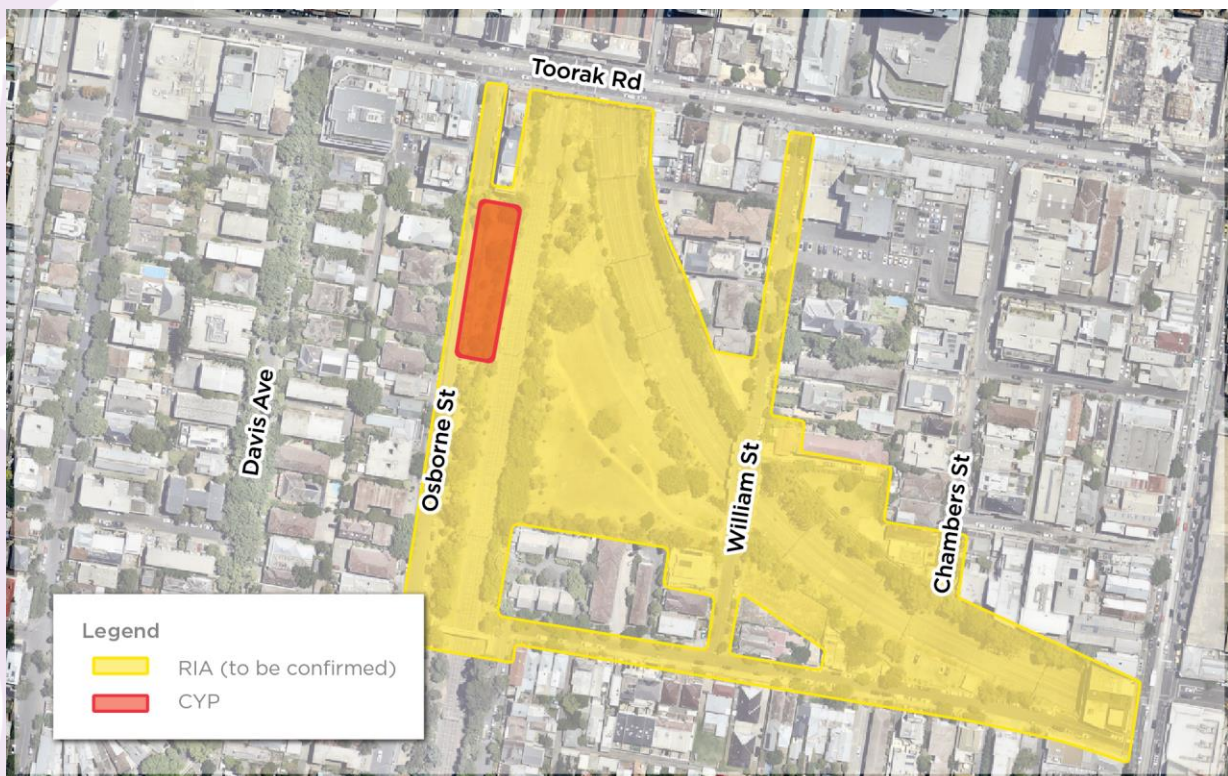 Toorak Rd
Davis Ave
Osborne St
William St
Chambers St
Legend
RIA (to be confirmed)
CYP